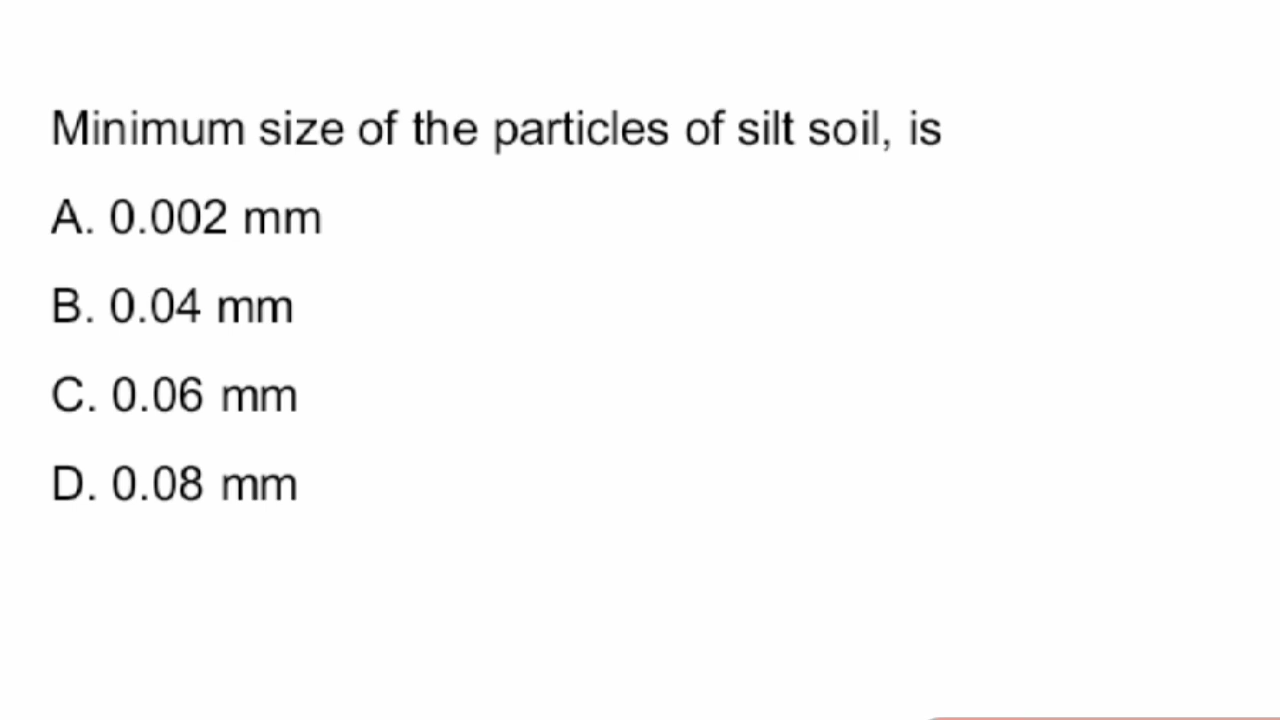 Minimum size of the particles of silt soil, is
A. 0.002 mm
B. 0.04 mm
C. 0.06 mm
D. 0.08 mm